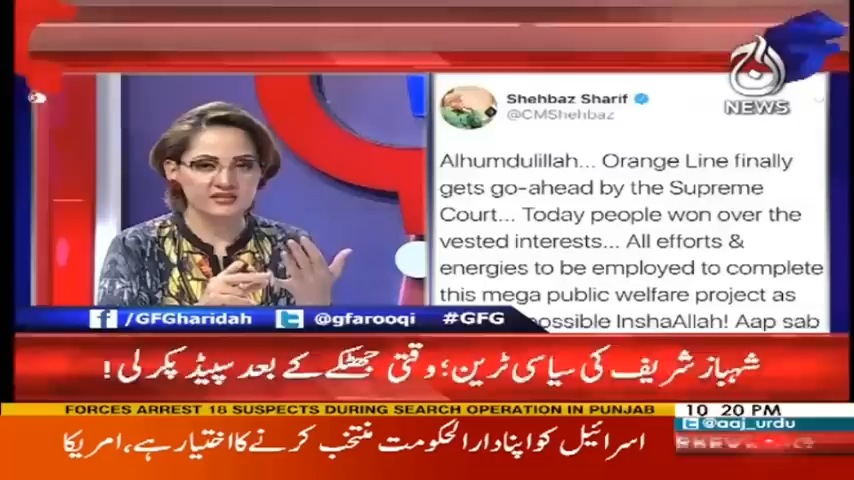 آج
NEWS
Shehbaz Sharif
@CMShehbaz
Alhumdulillah... Orange Line finally
gets go-ahead by the Supreme
Court... Today people won over the
vested interests... All efforts &
energies to be employed to complete
this mega public welfare project as
possible InshaAllah! Aap sab
f /GFGharidah
@gfarooqi
#GFG
شہباز شریف کی سیاسی ٹرین؛ وقتی جھٹکے کے بعد سپیڈ پکڑ لی !
FORCES ARREST 18 SUSPECTS DURING SEARCH OPERATION IN PUNJAB
10 20 PM
@aaj_urdu
اسرائیل کو اپنا دارالحکومت منتخب کرنے کا اختیار ہے، امریکا